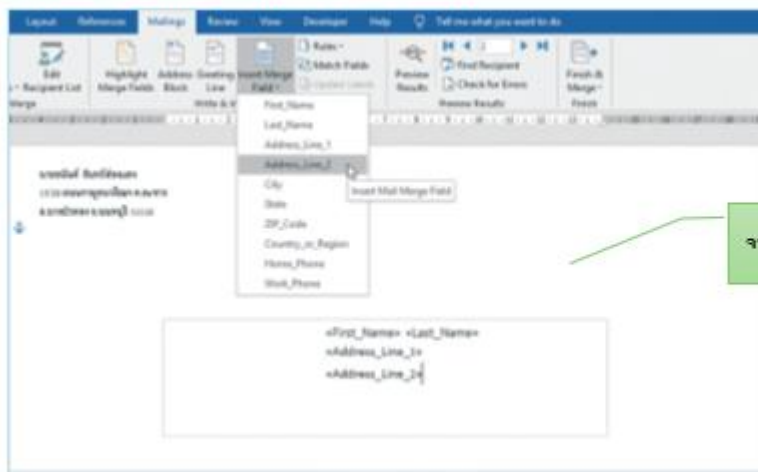 Layout References Mailings Review View Developer Help Tell me what you want to do
Edit Recipient List
Highlight Merge Fields
Address Block
Greeting Line
Insert Merge Field
Rules
Match Fields
Update Labels
Preview Results
Find Recipient
Check for Errors
Finish & Merge
Preview Results
Finish
First_Name
Last_Name
Address_Line_1
Address_Line_2
City
State
ZIP_Code
Country_or_Region
Home_Phone
Work_Phone
Insert Mail Merge Field
«First_Name» «Last_Name»
«Address_Line_1»
«Address_Line_2»